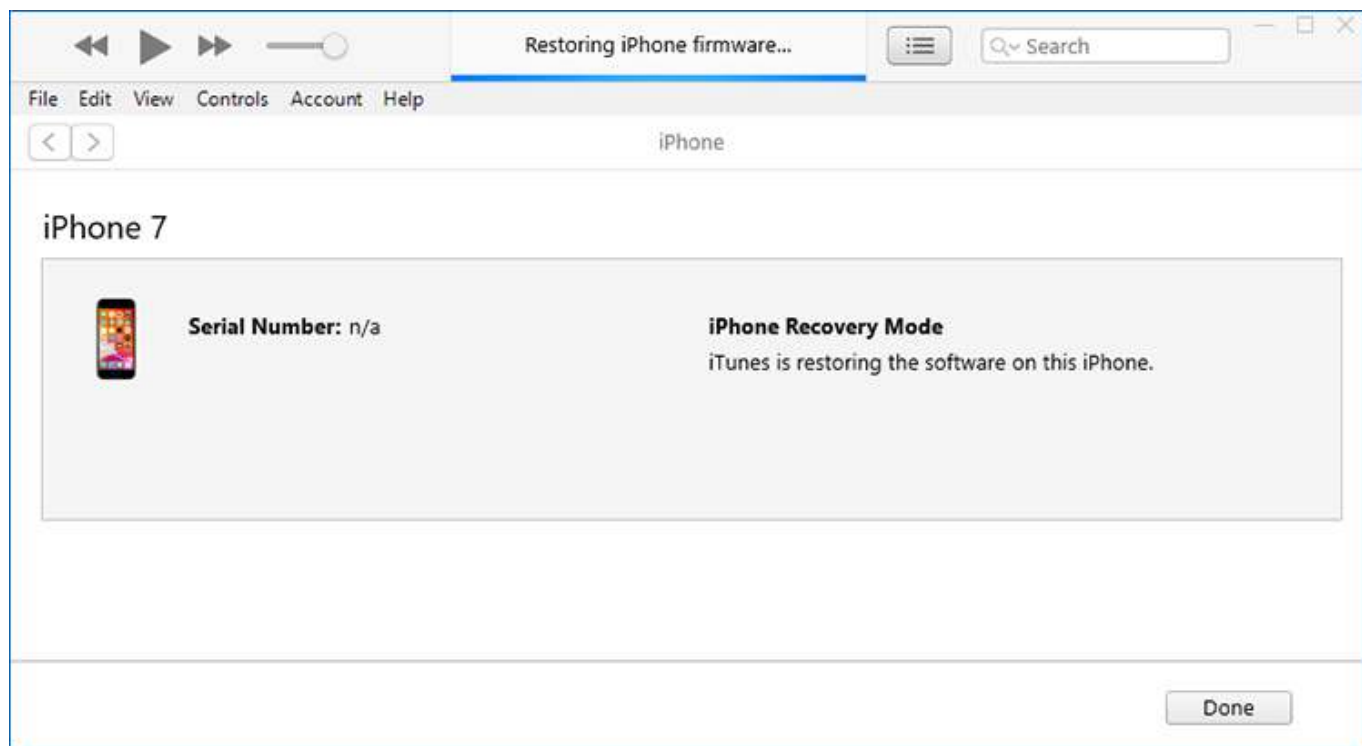 Restoring iPhone firmware...
Search
File Edit View Controls Account Help
iPhone
iPhone 7
Serial Number: n/a
iPhone Recovery Mode
iTunes is restoring the software on this iPhone.
Done